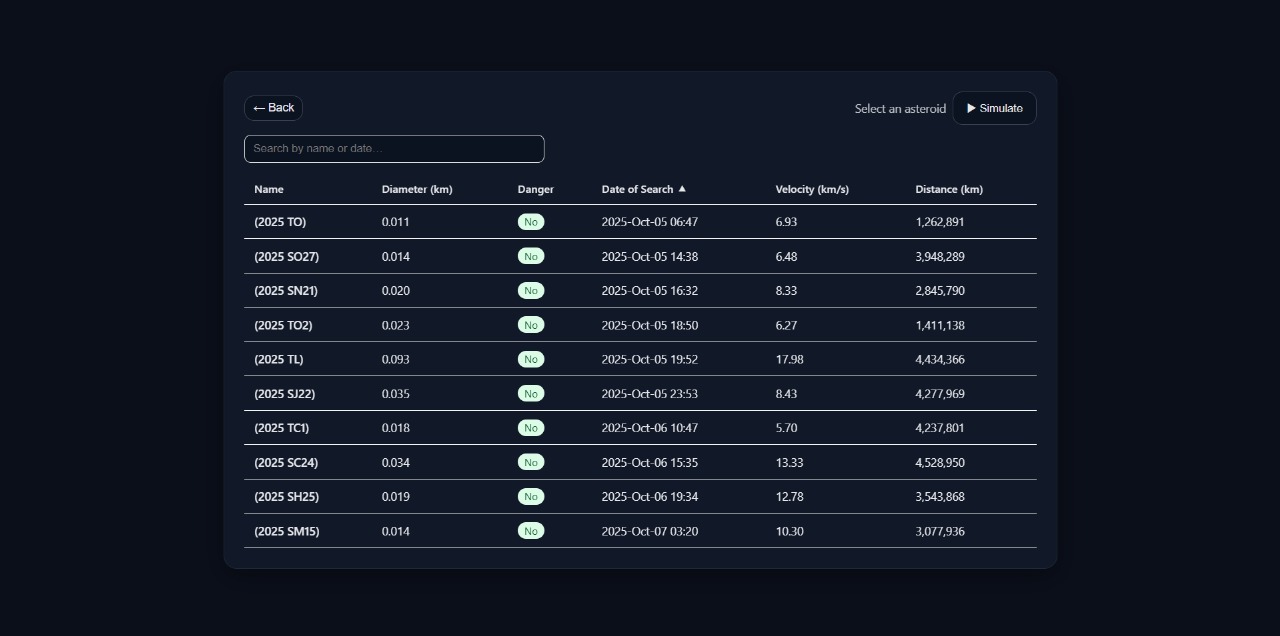 ← Back
Select an asteroid ▶ Simulate
Search by name or date...
Name Diameter (km) Danger Date of Search ▲ Velocity (km/s) Distance (km)
(2025 TO) 0.011 No 2025-Oct-05 06:47 6.93 1,262,891
(2025 SO27) 0.014 No 2025-Oct-05 14:38 6.48 3,948,289
(2025 SN21) 0.020 No 2025-Oct-05 16:32 8.33 2,845,790
(2025 TO2) 0.023 No 2025-Oct-05 18:50 6.27 1,411,138
(2025 TL) 0.093 No 2025-Oct-05 19:52 17.98 4,434,366
(2025 SJ22) 0.035 No 2025-Oct-05 23:53 8.43 4,277,969
(2025 TC1) 0.018 No 2025-Oct-06 10:47 5.70 4,237,801
(2025 SC24) 0.034 No 2025-Oct-06 15:35 13.33 4,528,950
(2025 SH25) 0.019 No 2025-Oct-06 19:34 12.78 3,543,868
(2025 SM15) 0.014 No 2025-Oct-07 03:20 10.30 3,077,936